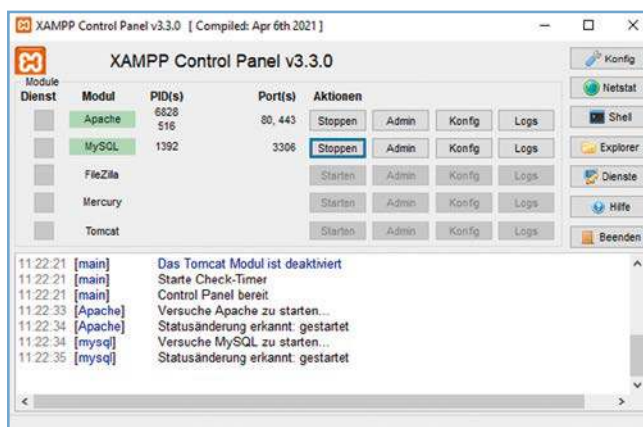 XAMPP Control Panel v3.3.0 [ Compiled: Apr 6th 2021 ]
XAMPP Control Panel v3.3.0
Konfig
Module
Dienst Modul PID(s) Port(s) Aktionen
Netstat
Apache 6828 516 80, 443 Stoppen Admin Konfig Logs
Shell
MySQL 1392 3306 Stoppen Admin Konfig Logs
Explorer
FileZilla Starten Admin Konfig Logs
Dienste
Mercury Starten Admin Konfig Logs
Hilfe
Tomcat Starten Admin Konfig Logs
Beenden
11:22:21 [main] Das Tomcat Modul ist deaktiviert
11:22:21 [main] Starte Check-Timer
11:22:21 [main] Control Panel bereit
11:22:33 [Apache] Versuche Apache zu starten...
11:22:34 [Apache] Statusänderung erkannt: gestartet
11:22:34 [mysql] Versuche MySQL zu starten...
11:22:35 [mysql] Statusänderung erkannt: gestartet